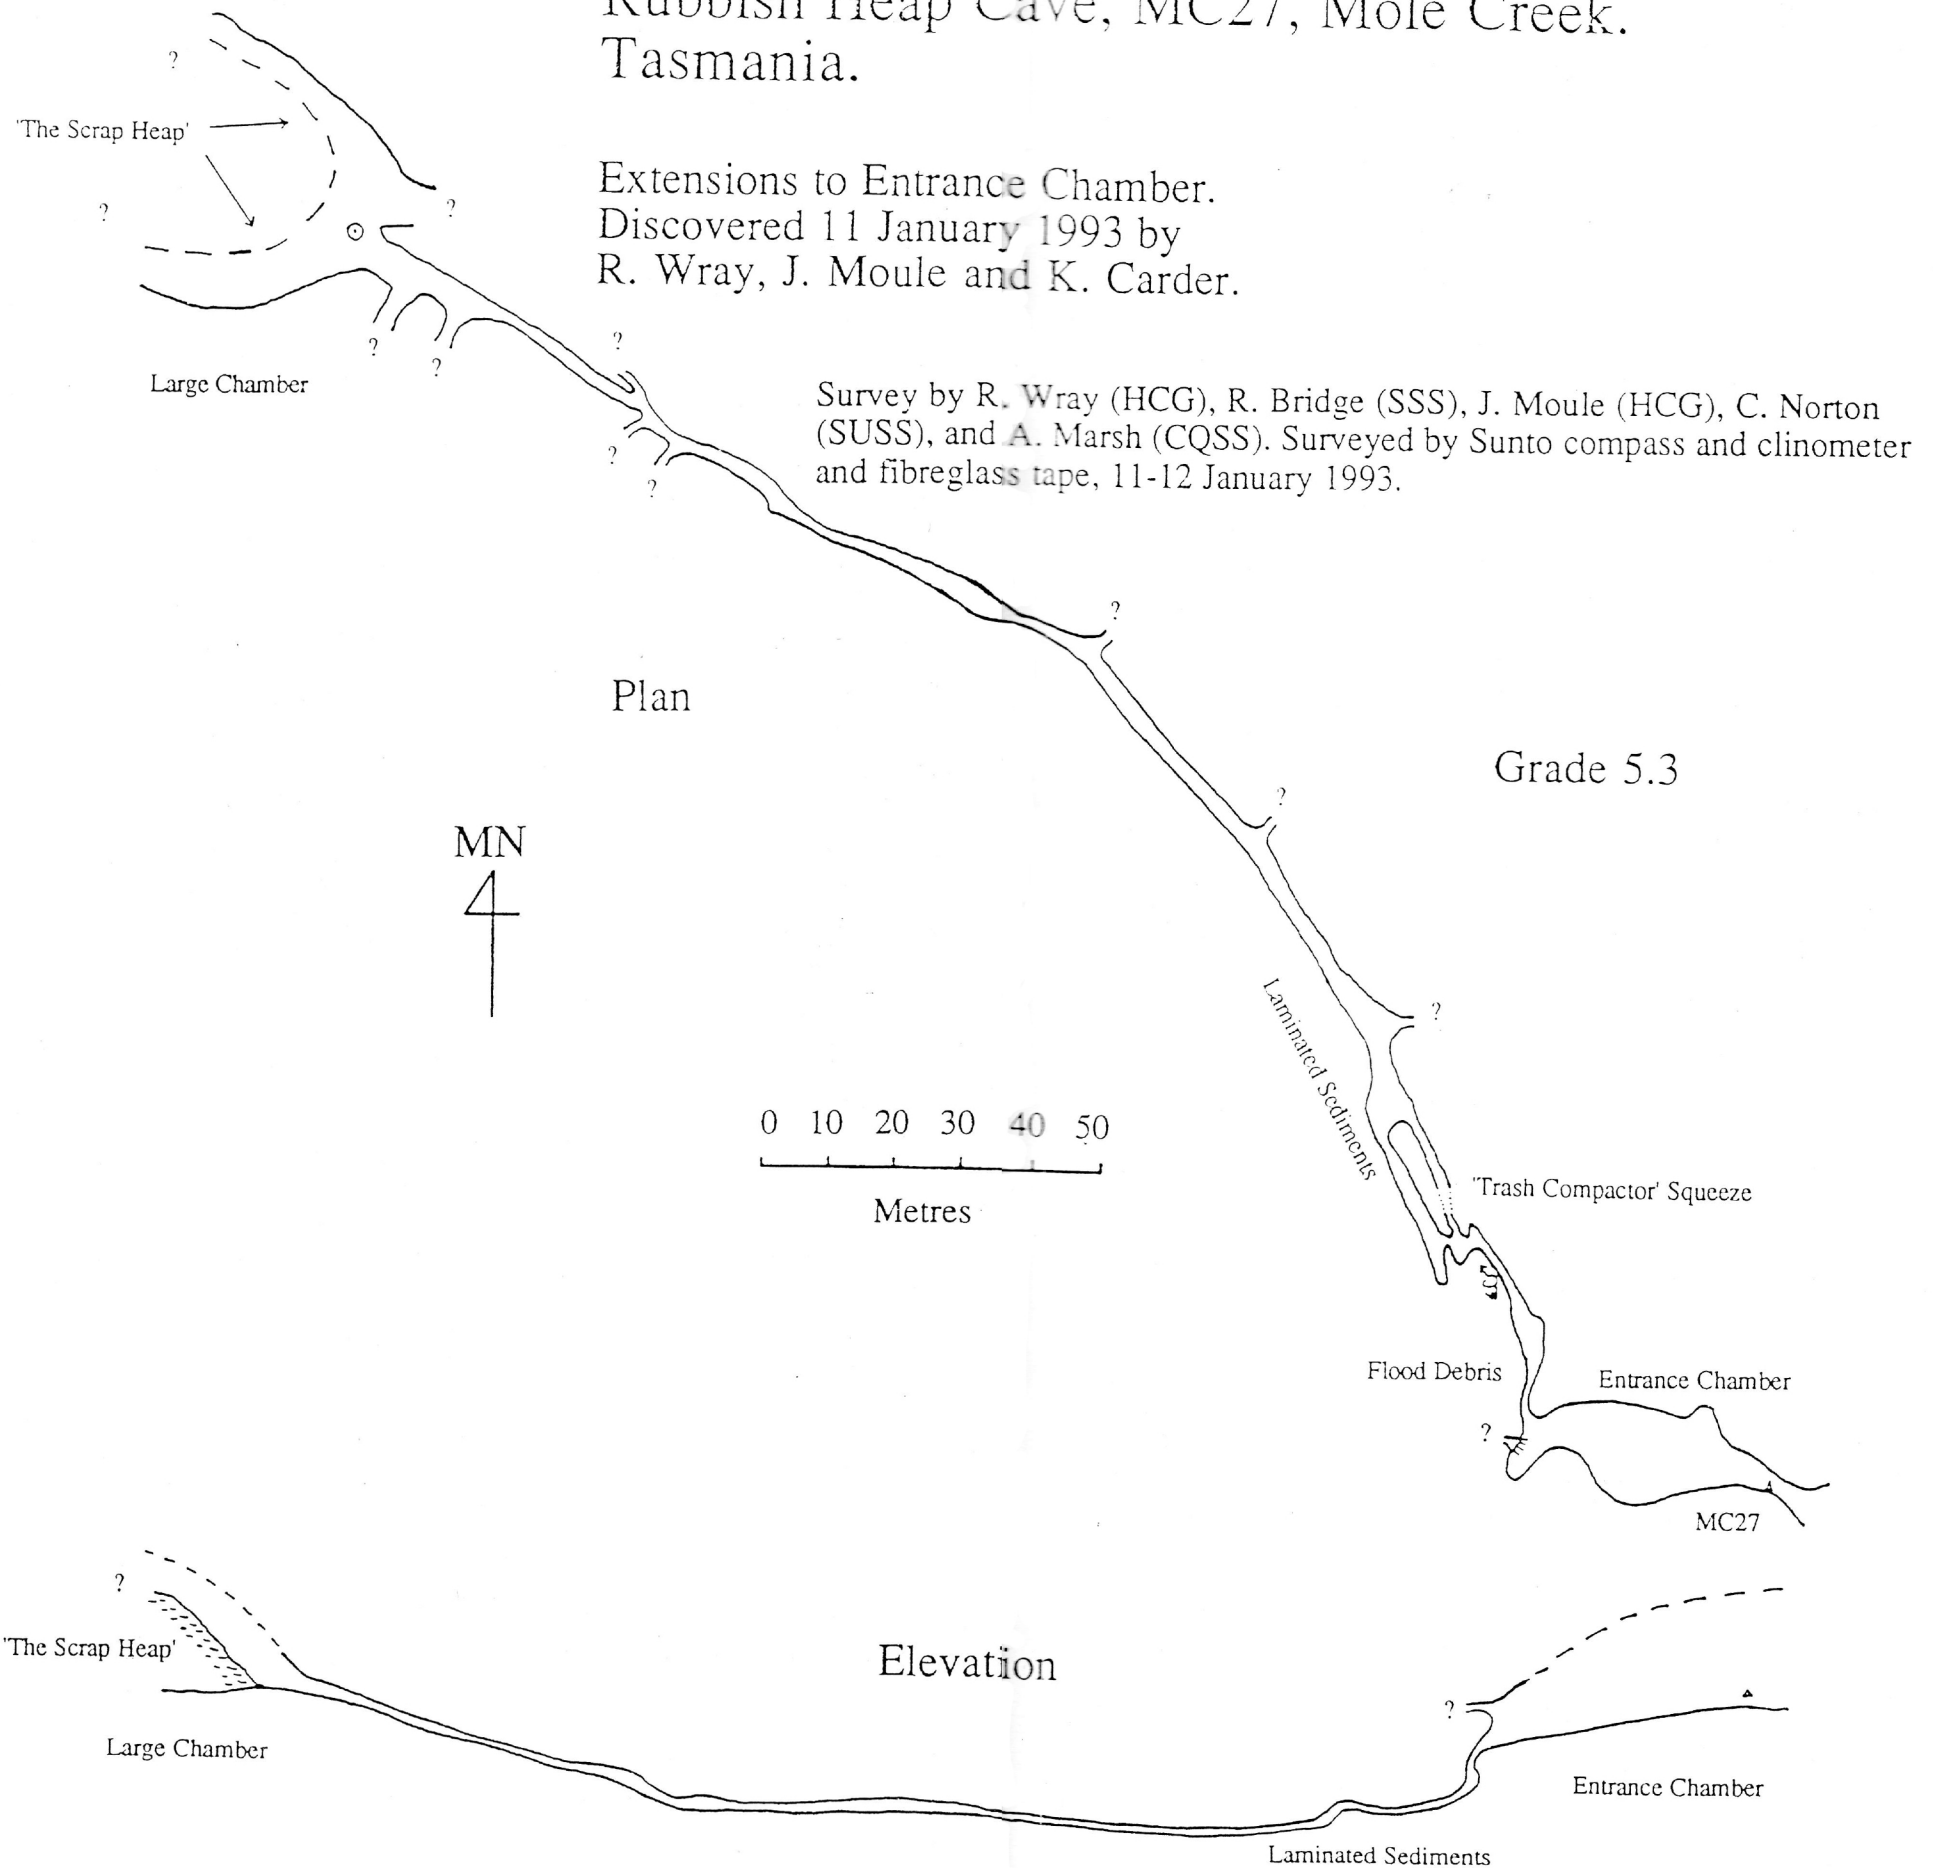 Rubbish Heap Cave, MC27, Mole Creek.
Tasmania.
?
'The Scrap Heap'
?
?
Extensions to Entrance Chamber.
Discovered 11 January 1993 by
R. Wray, J. Moule and K. Carder.
?
?
?
Large Chamber
Survey by R. Wray (HCG), R. Bridge (SSS), J. Moule (HCG), C. Norton
(SUSS), and A. Marsh (CQSS). Surveyed by Sunto compass and clinometer
and fibreglass tape, 11-12 January 1993.
?
?
?
Plan
Grade 5.3
?
MN
?
Laminated Sediments
0 10 20 30 40 50
Metres
'Trash Compactor' Squeeze
Flood Debris
Entrance Chamber
?
MC27
?
'The Scrap Heap'
Elevation
?
Large Chamber
Entrance Chamber
Laminated Sediments